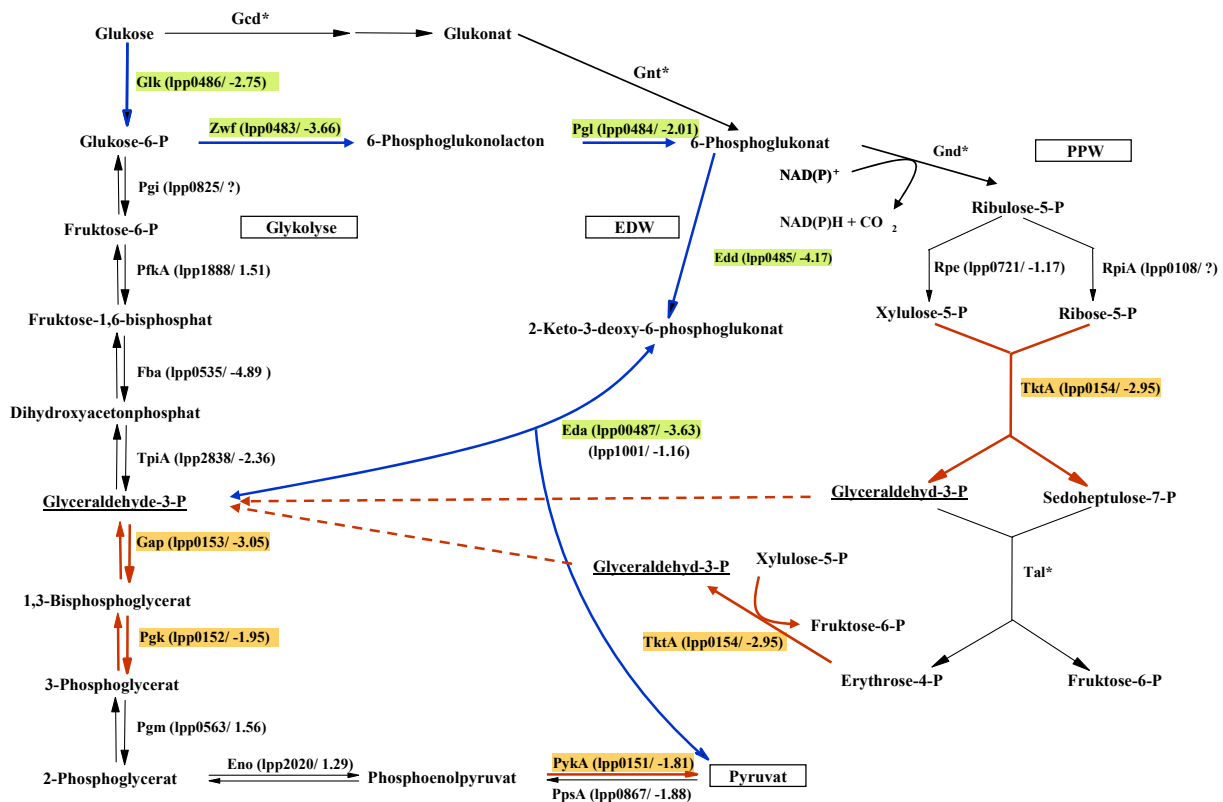 Gcd*
Glukose
Glukonat
Gnt*
Glk (lpp0486/ -2.75)
Zwf (lpp0483/ -3.66)
Pgl (lpp0484/ -2.01)
Glukose-6-P
6-Phosphoglukonolacton
6-Phosphoglukonat
Gnd*
PPW
NAD(P)+
Pgi (lpp0825/ ?)
Ribulose-5-P
NAD(P)H + CO 2
Fruktose-6-P
Glykolyse
EDW
Edd (lpp0485/ -4.17)
Rpe (lpp0721/ -1.17)
RpiA (lpp0108/ ?)
PfkA (lpp1888/ 1.51)
Fruktose-1,6-bisphosphat
2-Keto-3-deoxy-6-phosphoglukonat
Xylulose-5-P
Ribose-5-P
Fba (lpp0535/ -4.89 )
TktA (lpp0154/ -2.95)
Dihydroxyacetonphosphat
Eda (lpp00487/ -3.63)
(lpp1001/ -1.16)
TpiA (lpp2838/ -2.36)
Glyceraldehyde-3-P
Glyceraldehyd-3-P
Sedoheptulose-7-P
Gap (lpp0153/ -3.05)
Xylulose-5-P
Glyceraldehyd-3-P
Tal*
1,3-Bisphosphoglycerat
Fruktose-6-P
Pgk (lpp0152/ -1.95)
TktA (lpp0154/ -2.95)
3-Phosphoglycerat
Erythrose-4-P
Fruktose-6-P
Pgm (lpp0563/ 1.56)
Eno (lpp2020/ 1.29)
PykA (lpp0151/ -1.81)
2-Phosphoglycerat
Phosphoenolpyruvat
Pyruvat
PpsA (lpp0867/ -1.88)